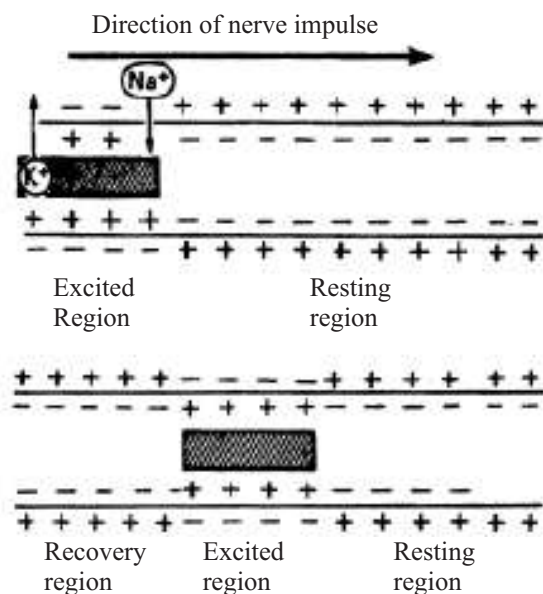 Direction of nerve impulse
Na+
− − + + + + + + + + +
+ + − − − − − − − −
K+
+ + + + − − − − − − − −
− − − − + + + + + + + + + +
Excited Resting
Region region
+ + + + + − − − − + + + + + +
− − − − − + + + + − − − − − −
− − − − − + + + + − − − −
+ + + + + − − − − + + + + + +
Recovery Excited Resting
region region region